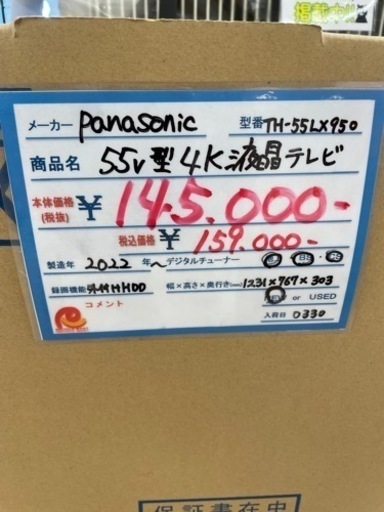 掲載中!!
メーカー Panasonic 型番 TH-55LX950
商品名 55v型4K液晶テレビ
本体価格 (税抜) ¥145.000-
税込価格 ¥159.000-
製造年 2022 年~ デジタルチューナー
録画機能 外付けHDD 幅×高さ×奥行き(mm) 1231×767×303
コメント or USED
入荷日 0330
保証書在中